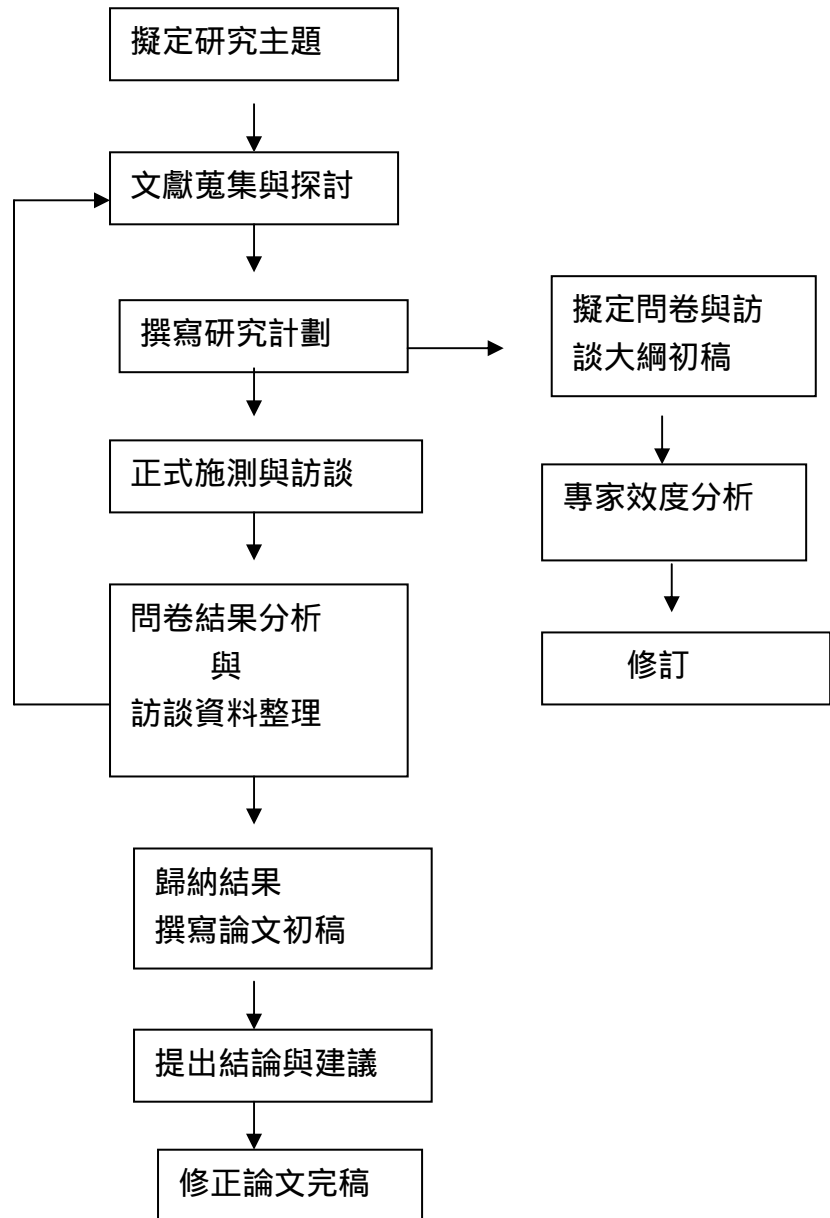 擬定研究主題
文獻蒐集與探討
撰寫研究計劃
擬定問卷與訪
談大綱初稿
正式施測與訪談
專家效度分析
問卷結果分析
與
訪談資料整理
修訂
歸納結果
撰寫論文初稿
提出結論與建議
修正論文完稿